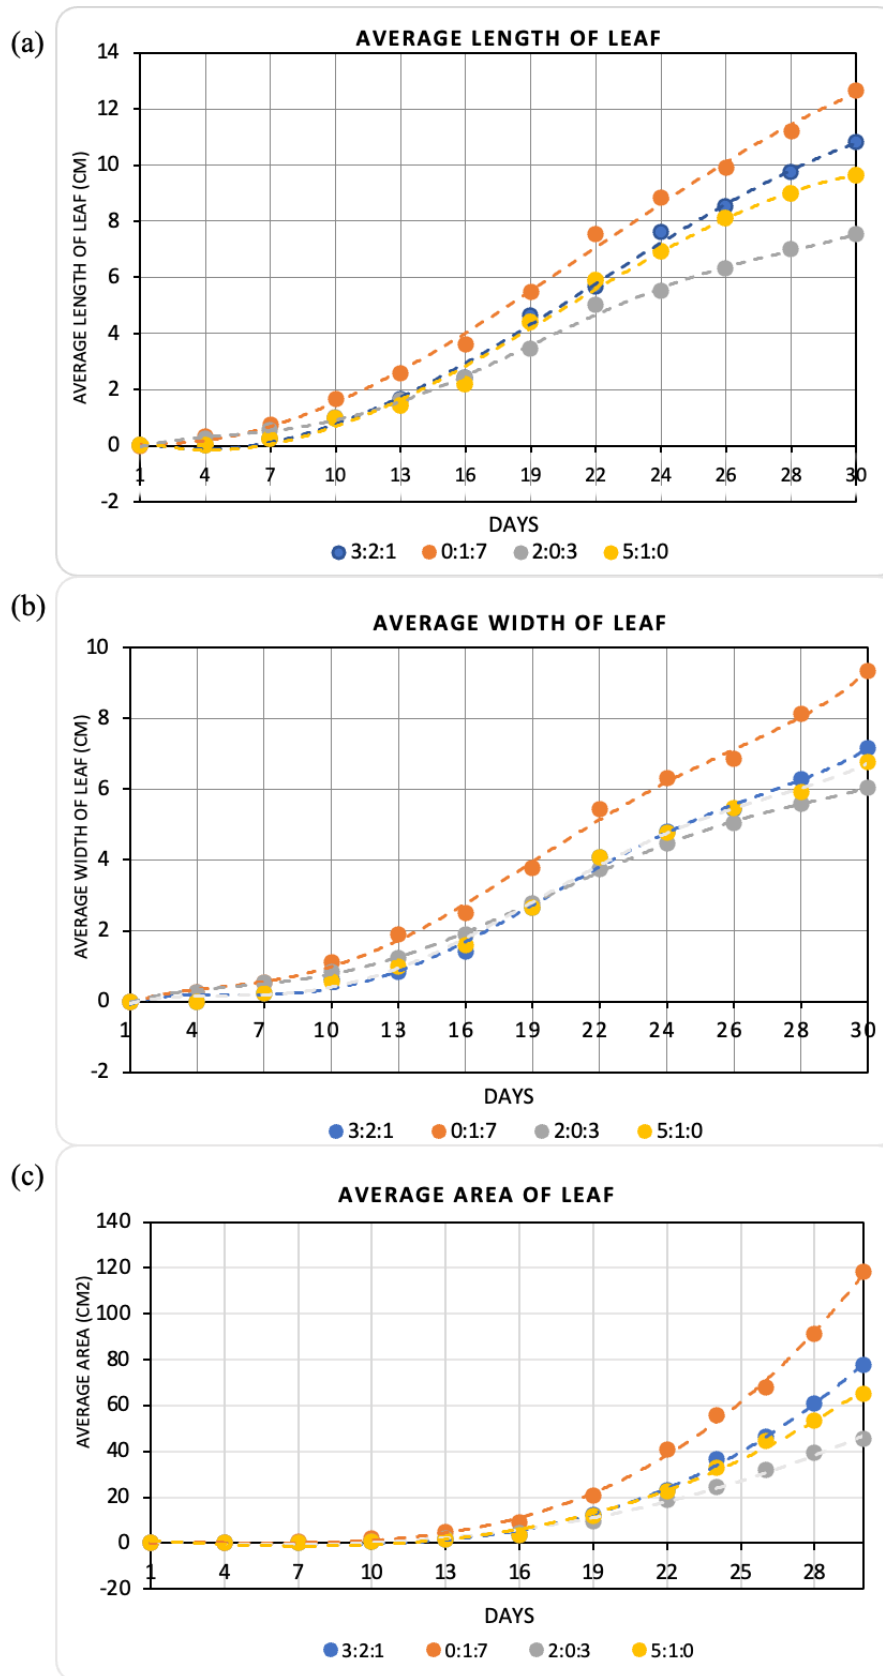 (a)
AVERAGE LENGTH OF LEAF
AVERAGE LENGTH OF LEAF (CM)
14
12
10
8
6
4
2
0
-2
1 4 7 10 13 16 19 22 24 26 28 30
DAYS
3:2:1 0:1:7 2:0:3 5:1:0
(b)
AVERAGE WIDTH OF LEAF
AVERAGE WIDTH OF LEAF (CM)
10
8
6
4
2
0
-2
1 4 7 10 13 16 19 22 24 26 28 30
DAYS
3:2:1 0:1:7 2:0:3 5:1:0
(c)
AVERAGE AREA OF LEAF
AVERAGE AREA (CM2)
140
120
100
80
60
40
20
0
-20
1 4 7 10 13 16 19 22 25 28
DAYS
3:2:1 0:1:7 2:0:3 5:1:0